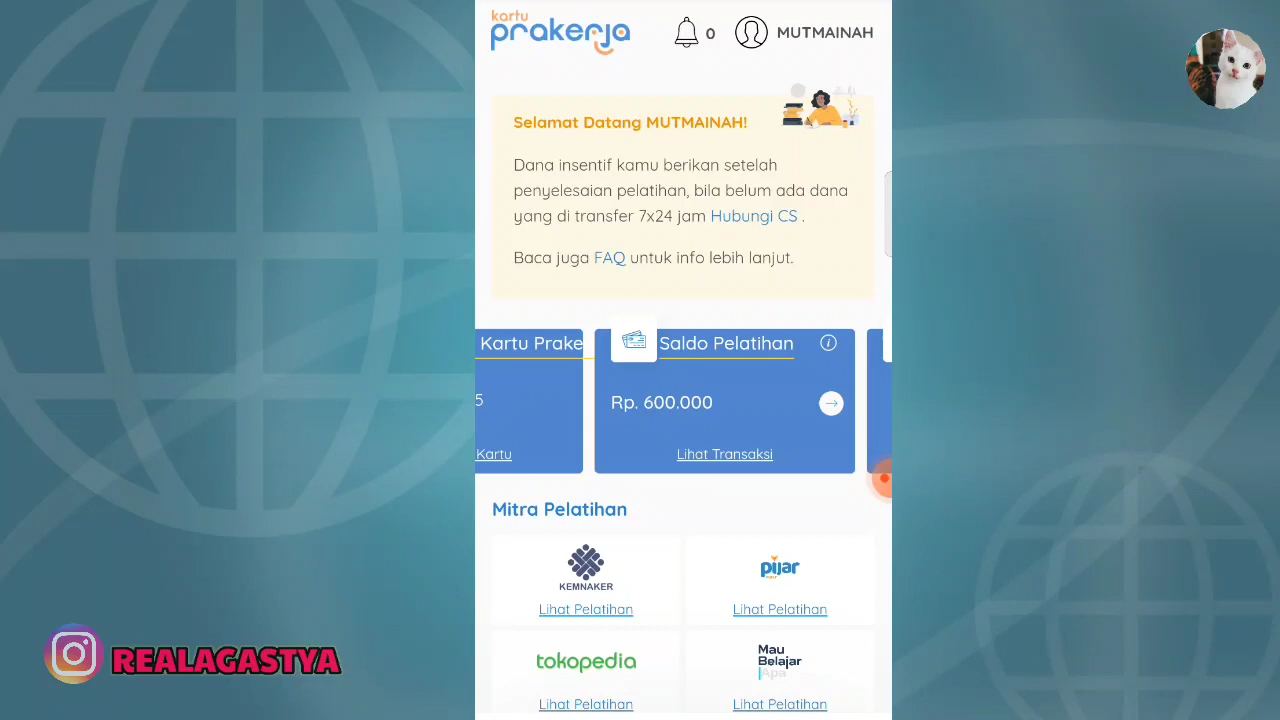 kartu
prakerja
0
MUTMAINAH
Selamat Datang MUTMAINAH!
Dana insentif kamu berikan setelah
penyelesaian pelatihan, bila belum ada dana
yang di transfer 7x24 jam Hubungi CS .
Baca juga FAQ untuk info lebih lanjut.
Kartu Prake
5
Kartu
Saldo Pelatihan
Rp. 600.000
Lihat Transaksi
Mitra Pelatihan
KEMNAKER
Lihat Pelatihan
pijar
Lihat Pelatihan
tokopedia
Lihat Pelatihan
Mau
Belajar
Apa
Lihat Pelatihan
REALAGASTYA